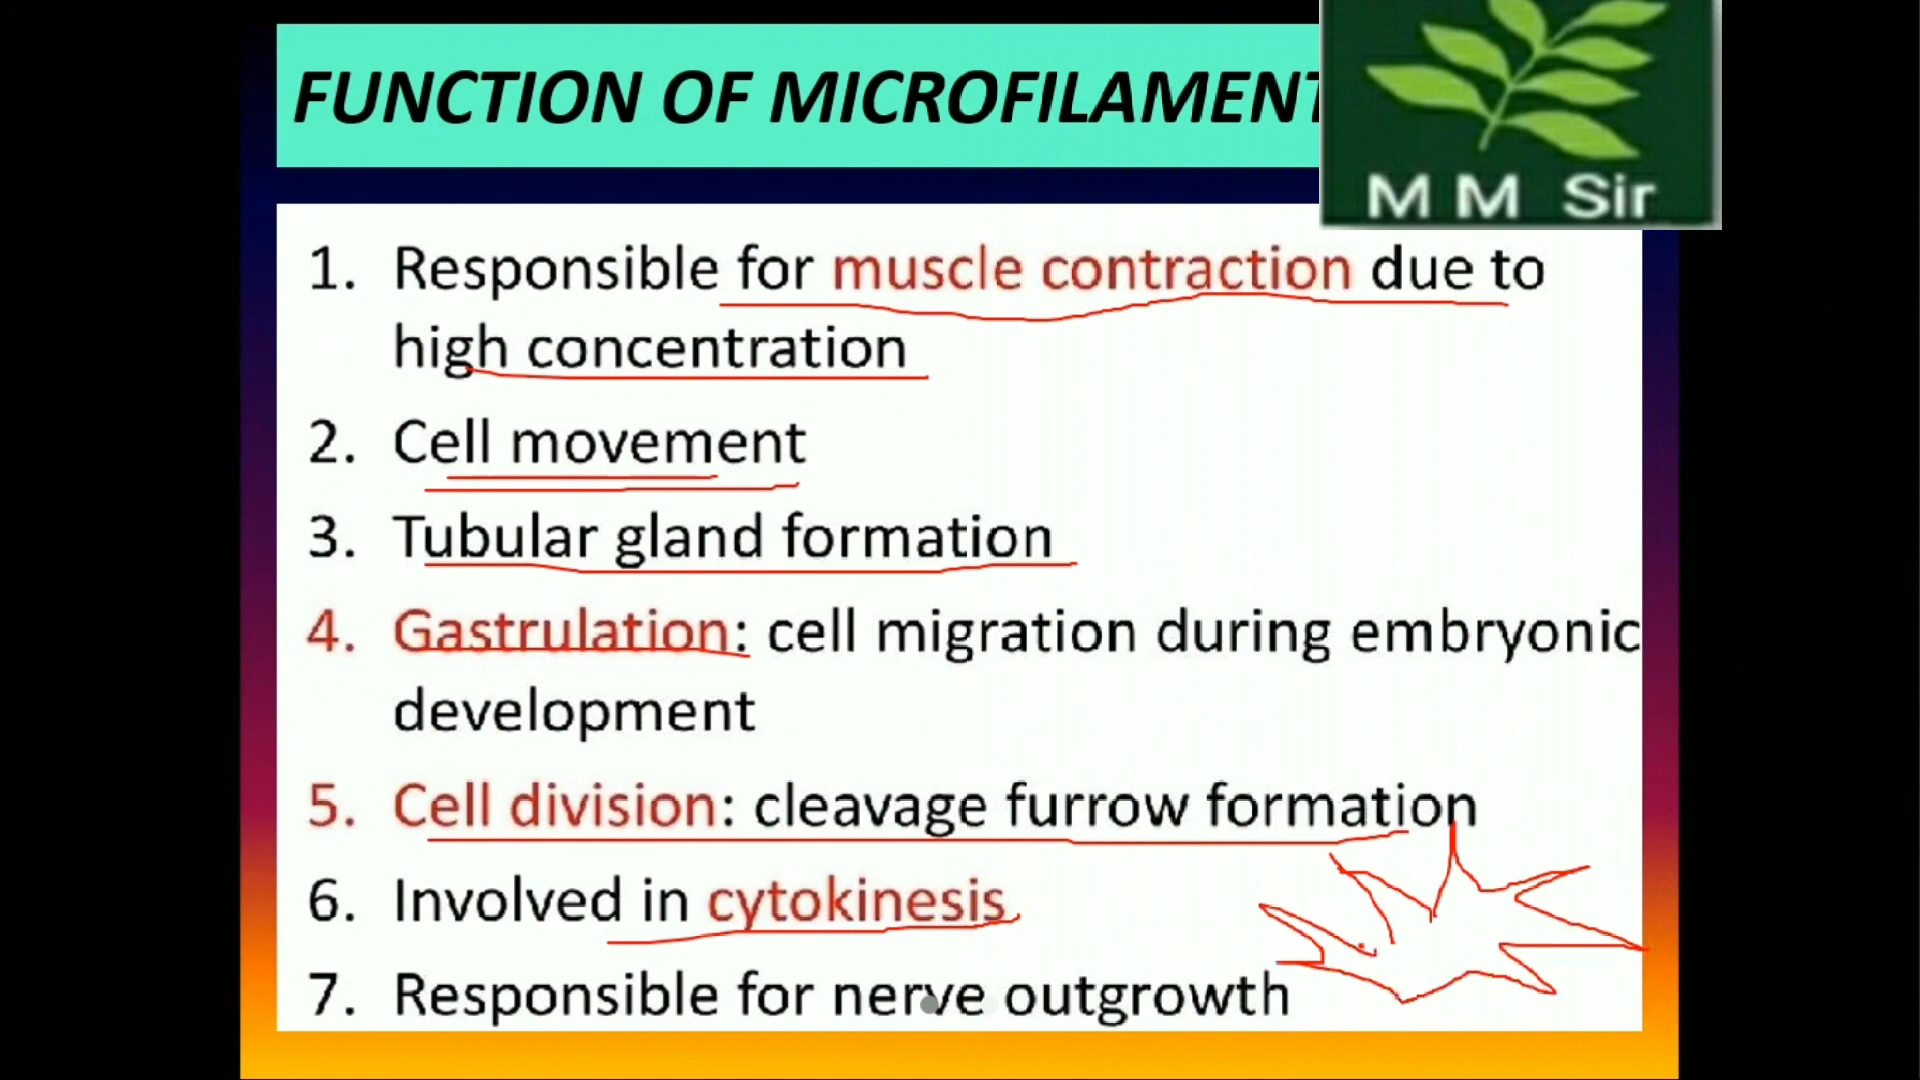 FUNCTION OF MICROFILAMENT
M M Sir
1. Responsible for muscle contraction due to
high concentration
2. Cell movement
3. Tubular gland formation
4. Gastrulation: cell migration during embryonic
development
5. Cell division: cleavage furrow formation
6. Involved in cytokinesis
7. Responsible for nerve outgrowth